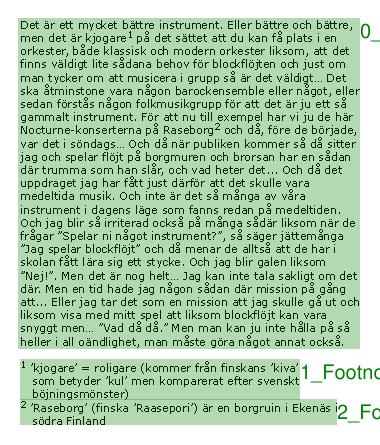 Det är ett mycket bättre instrument. Eller bättre och bättre,
men det är kjogare¹ på det sättet att du kan få plats i en
orkester, både klassisk och modern orkester liksom, att det
finns väldigt lite sådana behov för blockflöjten och just om
man tycker om att musicera i grupp så är det väldigt... Det
ska åtminstone vara någon barockensemble eller något, eller
sedan förstås någon folkmusikgrupp för att det är ju ett så
gammalt instrument. För att nu till exempel har vi ju de här
Nocturne-konserterna på Raseborg² och då, före de började,
var det i söndags... Och då när publiken kommer så då sitter
jag och spelar flöjt på borgmuren och brorsan har en sådan
där trumma som han slår, och vad heter det... Och då det
uppdraget jag har fått just därför att det skulle vara
medeltida musik. Och inte är det så många av våra
instrument i dagens läge som fanns redan på medeltiden.
Och jag blir så irriterad också på många sådär liksom när de
frågar ”Spelar ni något instrument?”, så säger jättemånga
”Jag spelar blockflöjt” och då menar de alltså att de har i
skolan fått lära sig ett stycke. Och jag blir galen liksom
”Nej!”. Men det är nog helt... Jag kan inte tala sakligt om det
där. Men en tid hade jag någon sådan där mission på gång
att... Eller jag tar det som en mission att jag skulle gå ut och
liksom visa med mitt spel att liksom blockflöjt kan vara
snyggt men... ”Vad då då.” Men man kan ju inte hålla på så
heller i all oändlighet, man måste göra något annat också.
0_
¹ ’kjogare’ = roligare (kommer från finskans ’kiva’
som betyder ’kul’ men komparerat efter svenskt
böjningsmönster)
1_Footno
² ’Raseborg’ (finska ’Raasepori’) är en borgruin i Ekenäs i
södra Finland
2_Fo